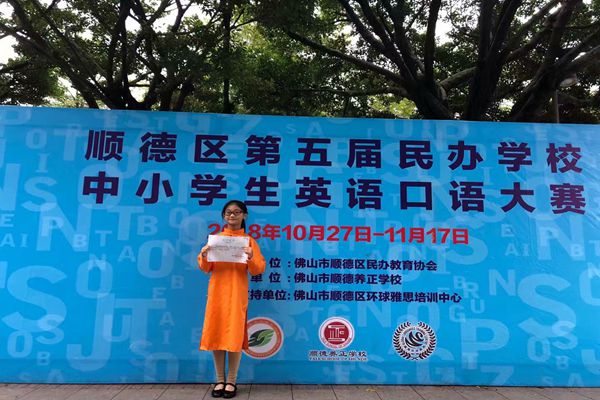 顺德区第五届民办学校
中小学生英语口语大赛
2018年10月27日-11月17日
位：佛山市顺德区民办教育协会
单 位：佛山市顺德养正学校
持单位：佛山市顺德区环球雅思培训中心
顺德养正学校